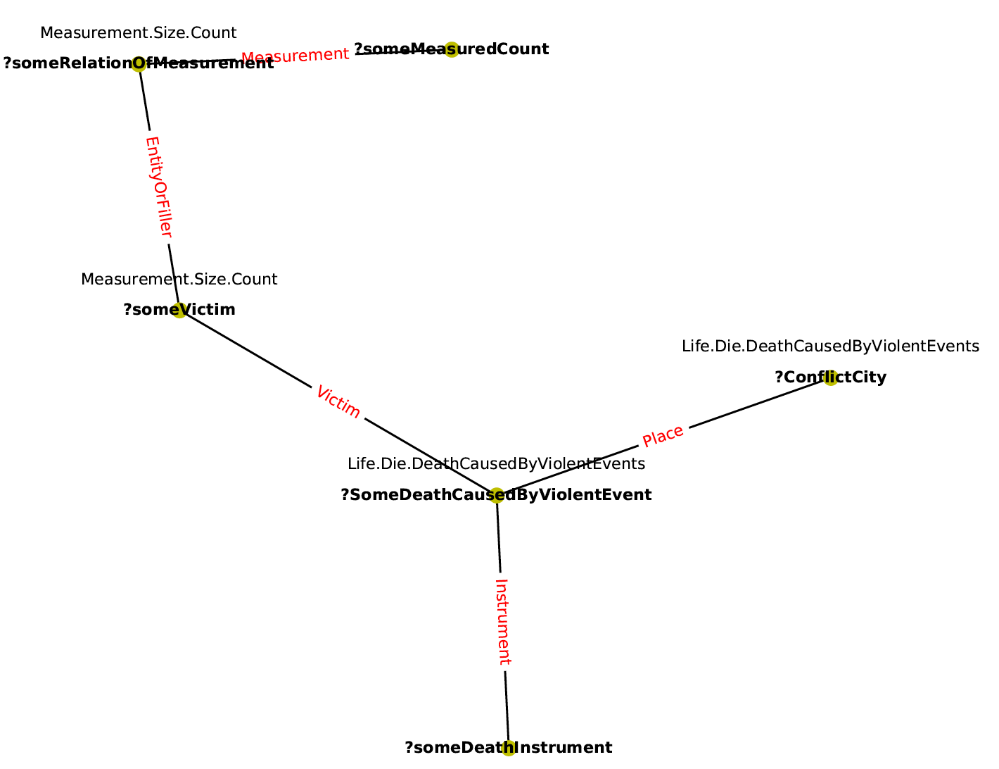 Measurement.Size.Count
?someRelationOfMeasurement
Measurement
?someMeasuredCount
EntityOrFiller
Measurement.Size.Count
?someVictim
Life.Die.DeathCausedByViolentEvents
?ConflictCity
Victim
Place
Life.Die.DeathCausedByViolentEvents
?SomeDeathCausedByViolentEvent
Instrument
?someDeathInstrument